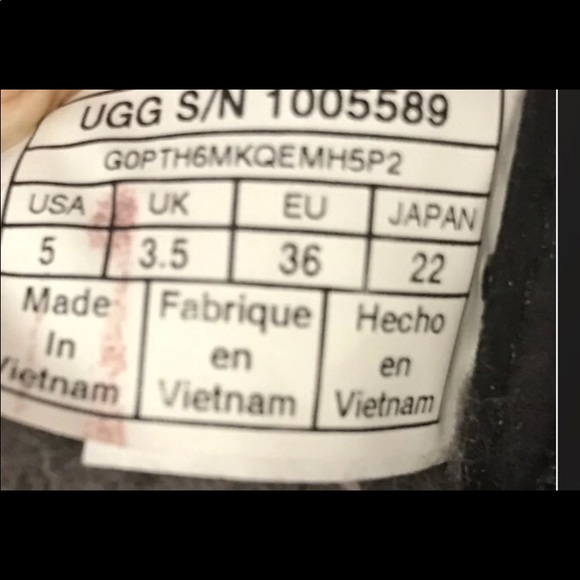 UGG S/N 1005589
GOPTH6MKQEMH5P2
USA UK EU JAPAN
5 3.5 36 22
Made Fabrique Hecho
In en en
Vietnam Vietnam Vietnam